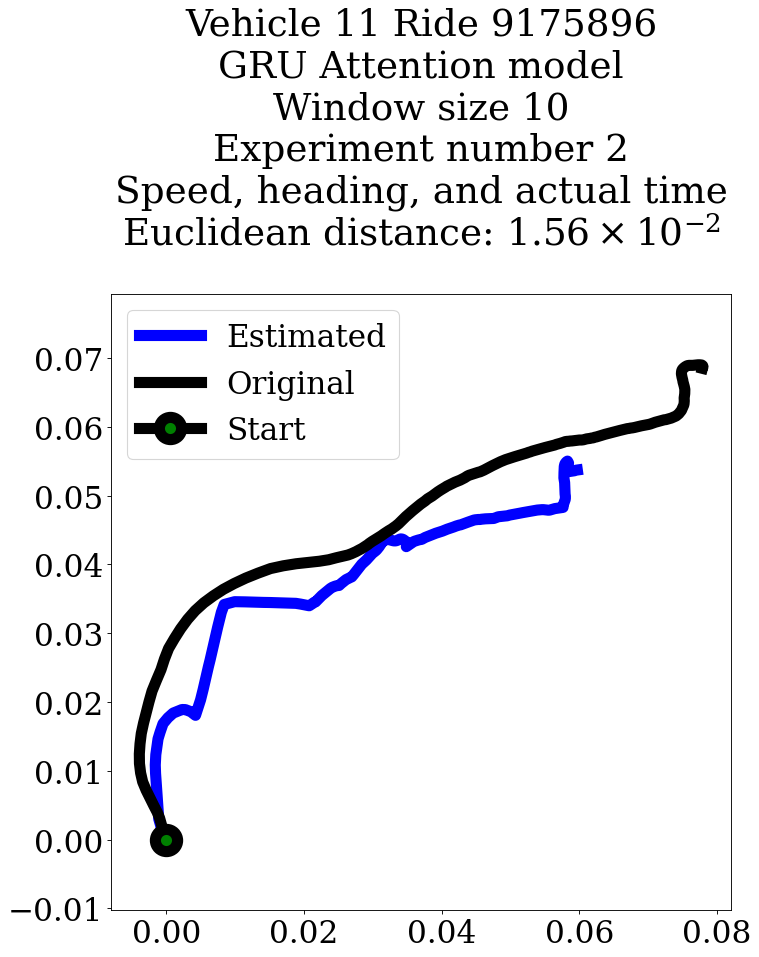 Vehicle 11 Ride 9175896
GRU Attention model
Window size 10
Experiment number 2
Speed, heading, and actual time
Euclidean distance: 1.56 × 10⁻²
Estimated
Original
Start
0.07
0.06
0.05
0.04
0.03
0.02
0.01
0.00
−0.01
0.00 0.02 0.04 0.06 0.08